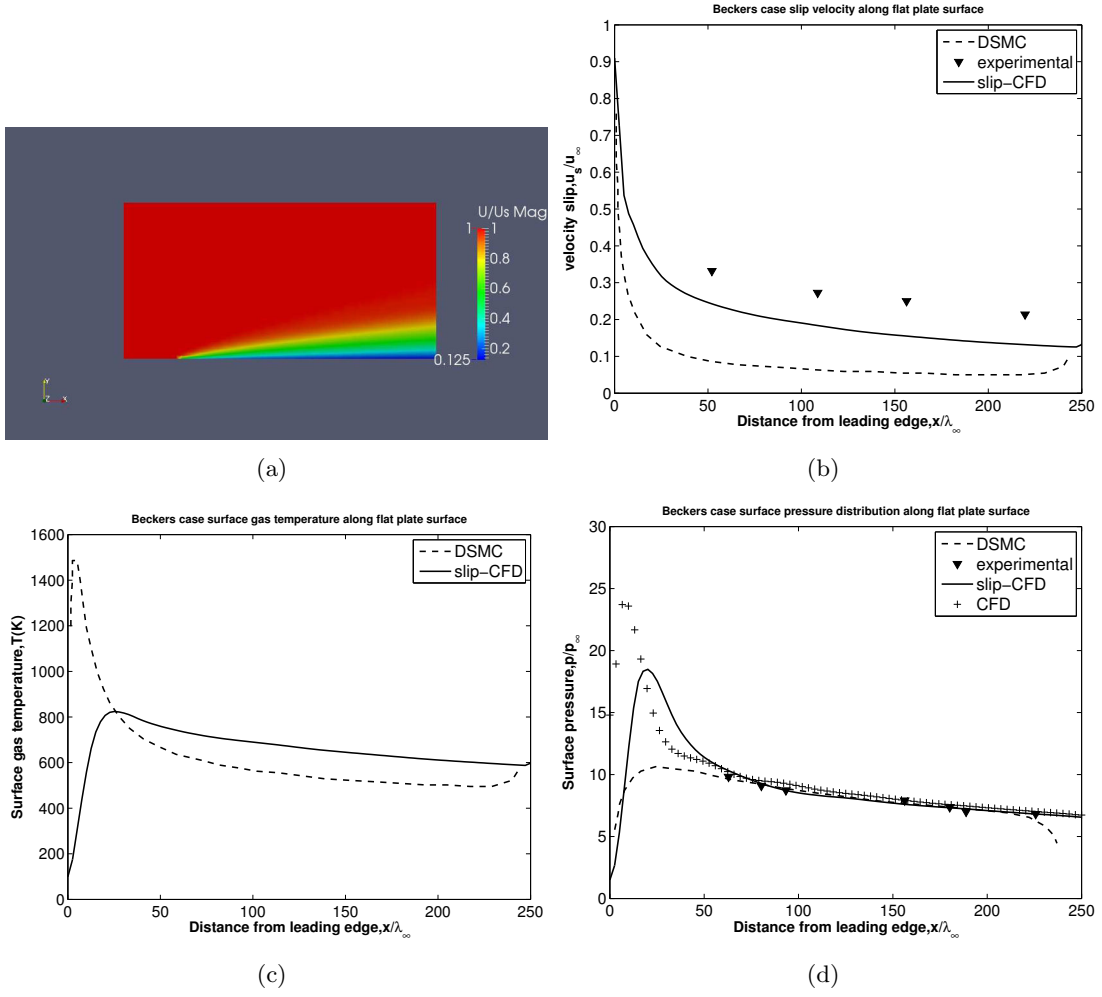 U/Us Mag
1 1
0.8
0.6
0.4
0.2
0.125
Y
Z X
(a)
Beckers case slip velocity along flat plate surface
1
0.9
0.8
0.7
0.6
0.5
0.4
0.3
0.2
0.1
0
velocity slip,u_s/u_∞
DSMC
experimental
slip−CFD
0 50 100 150 200 250
Distance from leading edge,x/λ_∞
(b)
Beckers case surface gas temperature along flat plate surface
1600
1400
1200
1000
800
600
400
200
0
Surface gas temperature,T(K)
DSMC
slip−CFD
0 50 100 150 200 250
Distance from leading edge,x/λ_∞
(c)
Beckers case surface pressure distribution along flat plate surface
30
25
20
15
10
5
0
Surface pressure,p/p_∞
DSMC
experimental
slip−CFD
CFD
0 50 100 150 200 250
Distance from leading edge,x/λ_∞
(d)